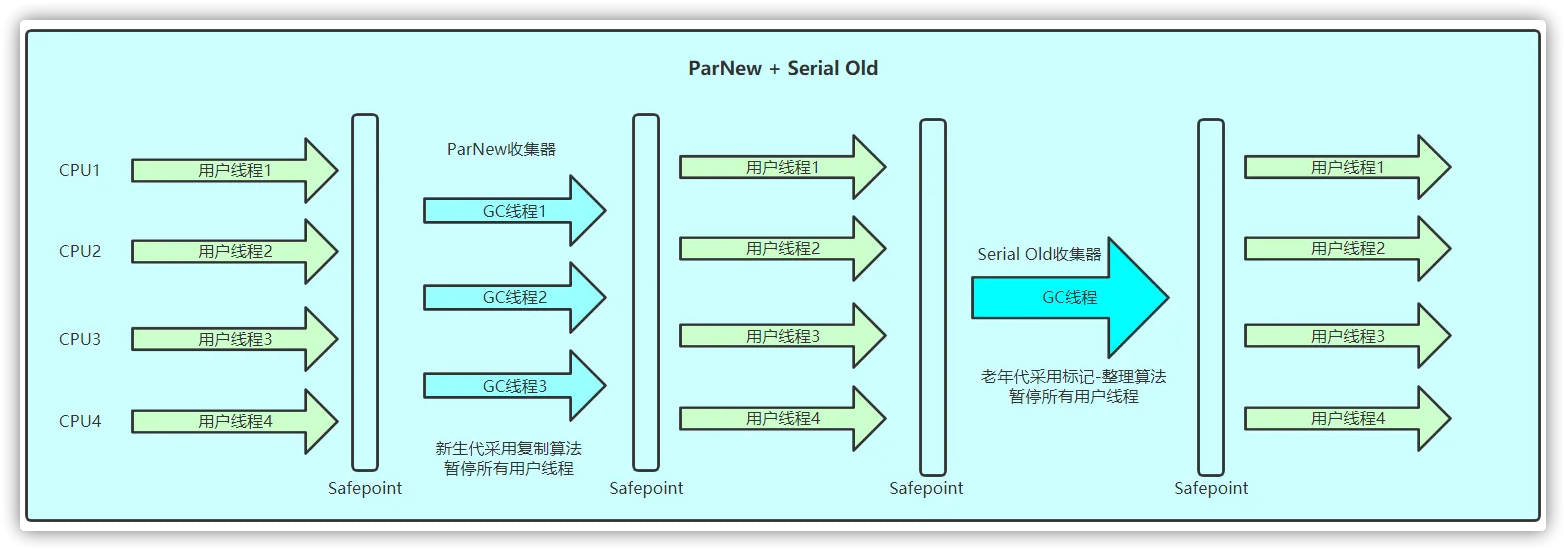 ParNew + Serial Old
CPU1
用户线程1
CPU2
用户线程2
CPU3
用户线程3
CPU4
用户线程4
Safepoint
ParNew收集器
GC线程1
GC线程2
GC线程3
新生代采用复制算法
暂停所有用户线程
Safepoint
用户线程1
用户线程2
用户线程3
用户线程4
Safepoint
Serial Old收集器
GC线程
老年代采用标记-整理算法
暂停所有用户线程
Safepoint
用户线程1
用户线程2
用户线程3
用户线程4